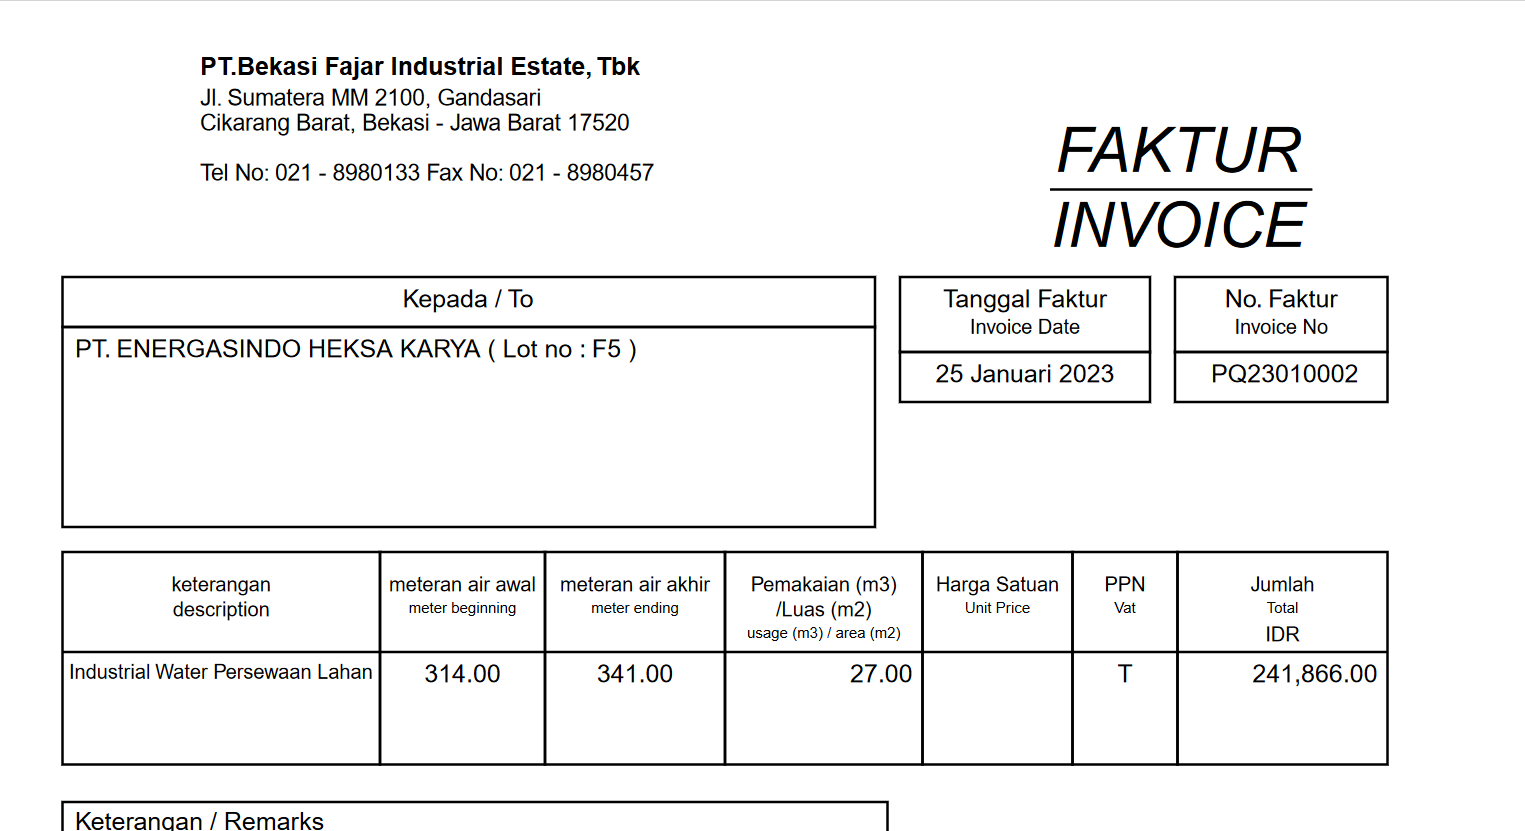 PT.Bekasi Fajar Industrial Estate, Tbk
Jl. Sumatera MM 2100, Gandasari
Cikarang Barat, Bekasi - Jawa Barat 17520
Tel No: 021 - 8980133 Fax No: 021 - 8980457
FAKTUR
INVOICE
Kepada / To
PT. ENERGASINDO HEKSA KARYA ( Lot no : F5 )
Tanggal Faktur
Invoice Date
25 Januari 2023
No. Faktur
Invoice No
PQ23010002
keterangan
description
meteran air awal
meter beginning
meteran air akhir
meter ending
Pemakaian (m3)
/Luas (m2)
usage (m3) / area (m2)
Harga Satuan
Unit Price
PPN
Vat
Jumlah
Total
IDR
Industrial Water Persewaan Lahan 314.00 341.00 27.00 T 241,866.00
Keterangan / Remarks